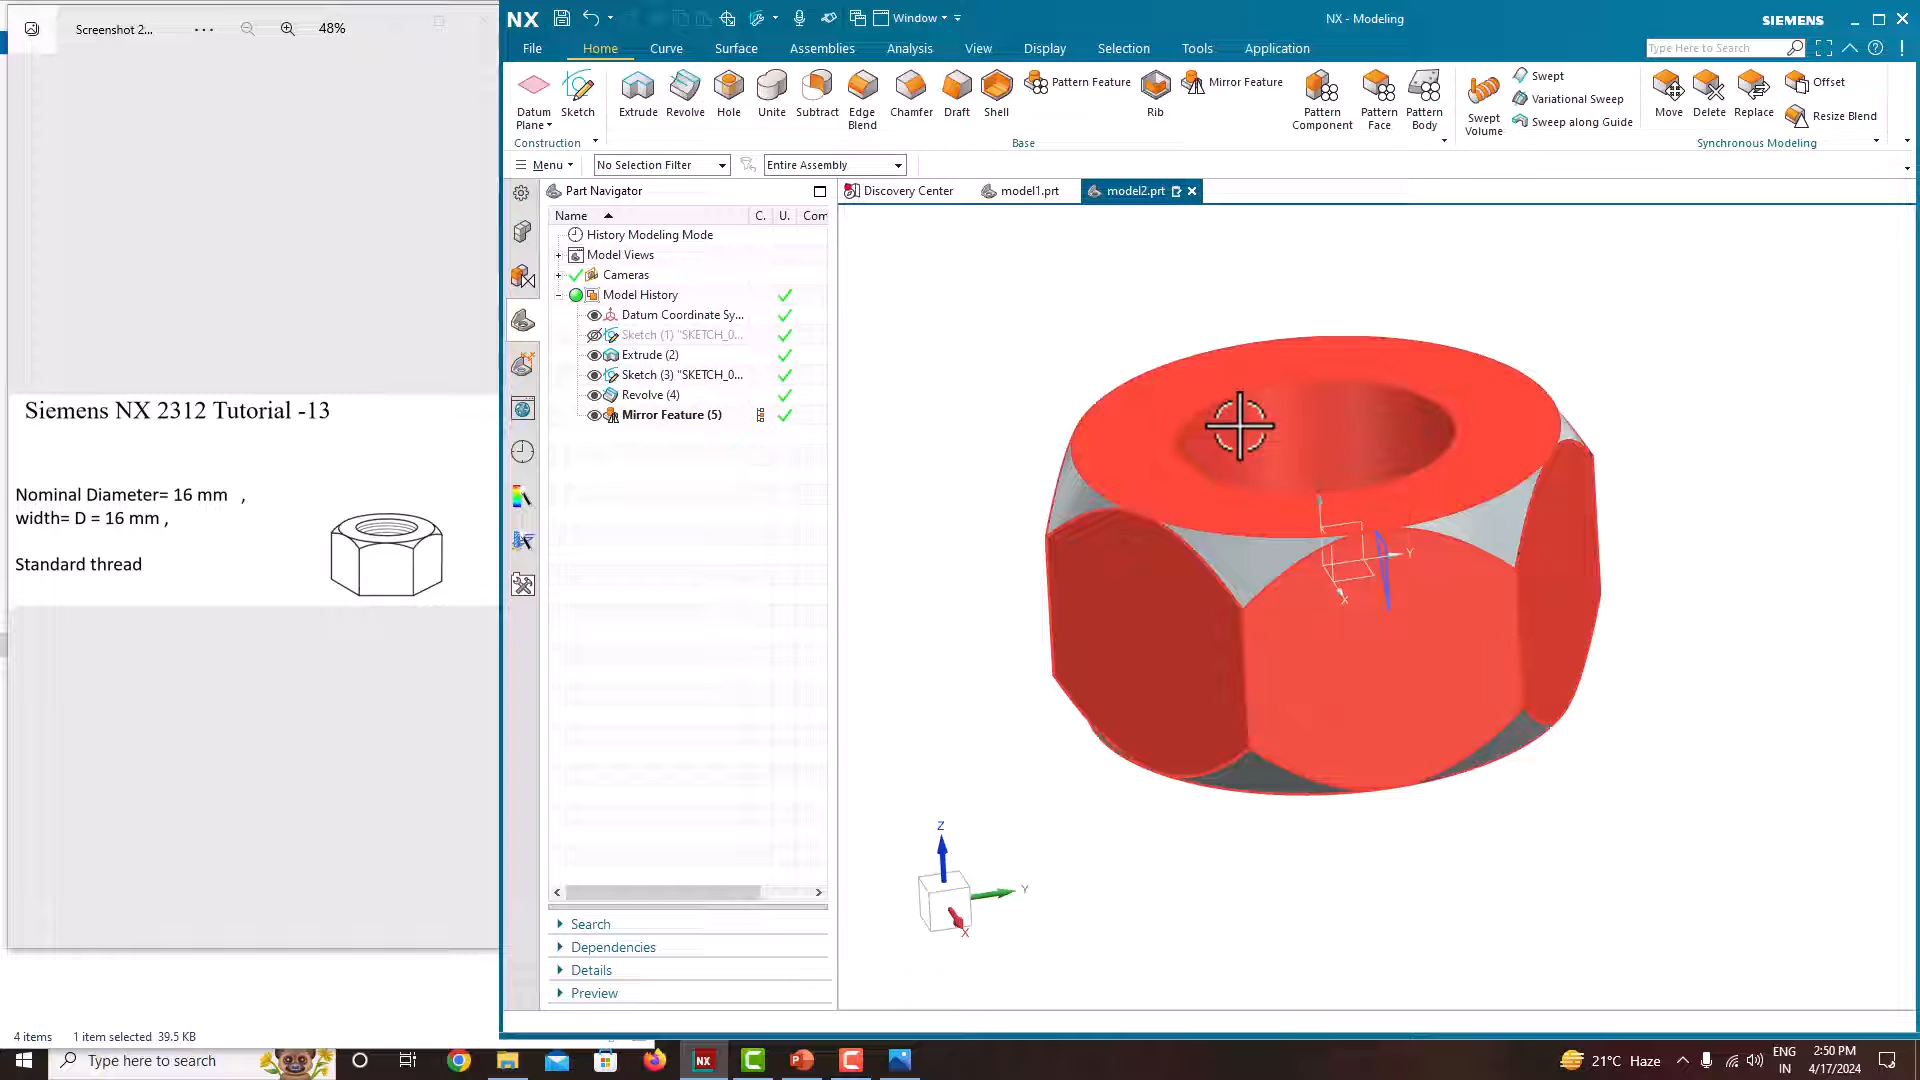 Screenshot 2...
48%
Siemens NX 2312 Tutorial -13
Nominal Diameter= 16 mm ,
width= D = 16 mm ,
Standard thread
4 items 1 item selected 39.5 KB
NX
Window
NX - Modeling
SIEMENS
File Home Curve Surface Assemblies Analysis View Display Selection Tools Application
Type Here to Search
Datum Plane
Sketch
Extrude
Revolve
Hole
Unite
Subtract
Edge Blend
Chamfer
Draft
Shell
Pattern Feature
Rib
Mirror Feature
Pattern Component
Pattern Face
Pattern Body
Swept Volume
Swept
Variational Sweep
Sweep along Guide
Move
Delete
Replace
Offset
Resize Blend
Construction
Base
Synchronous Modeling
Menu
No Selection Filter
Entire Assembly
Part Navigator
Discovery Center
model1.prt
model2.prt
Name C. U. Com
History Modeling Mode
Model Views
Cameras
Model History
Datum Coordinate Sy...
Sketch (1) "SKETCH_0...
Extrude (2)
Sketch (3) "SKETCH_0...
Revolve (4)
Mirror Feature (5)
Search
Dependencies
Details
Preview
Y
X
Z
Y
X
Type here to search
NX
21°C Haze
ENG
IN
2:50 PM
4/17/2024